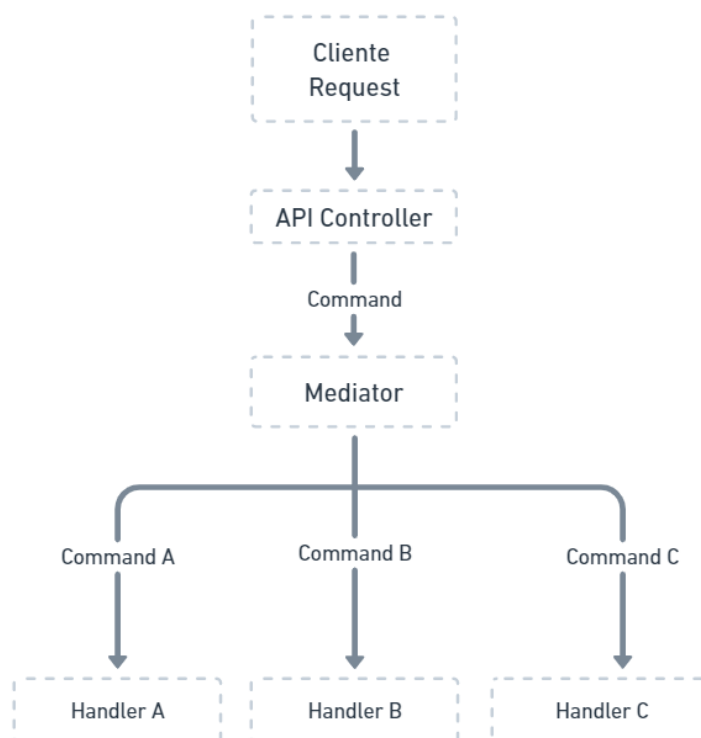 Cliente
Request
API Controller
Command
Mediator
Command A
Command B
Command C
Handler A
Handler B
Handler C